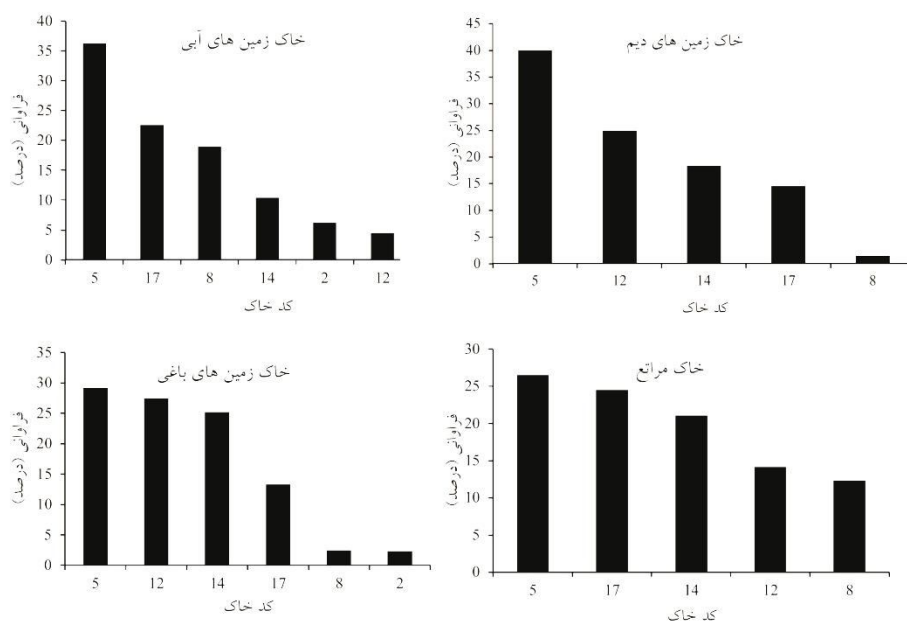 خاک زمین های آبی
فراوانی (درصد)
40
35
30
25
20
15
10
5
0
5 17 8 14 2 12
کد خاک
خاک زمین های دیم
فراوانی (درصد)
45
40
35
30
25
20
15
10
5
0
5 12 14 17 8
کد خاک
خاک زمین های باغی
فراوانی (درصد)
35
30
25
20
15
10
5
0
5 12 14 17 8 2
کد خاک
خاک مراتع
فراوانی (درصد)
30
25
20
15
10
5
0
5 17 14 12 8
کد خاک